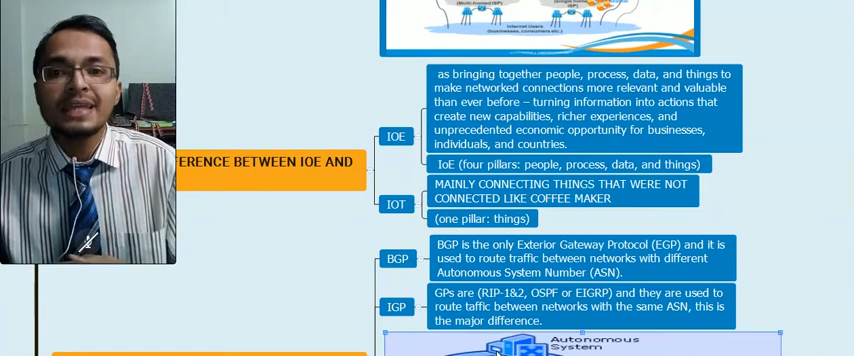 (Multi-homed ISP)
ISP)
Internet Users
(businesses, consumers etc.)
as bringing together people, process, data, and things to
make networked connections more relevant and valuable
than ever before – turning information into actions that
create new capabilities, richer experiences, and
unprecedented economic opportunity for businesses,
individuals, and countries.
IOE
IoE (four pillars: people, process, data, and things)
FERENCE BETWEEN IOE AND
MAINLY CONNECTING THINGS THAT WERE NOT
CONNECTED LIKE COFFEE MAKER
IOT
(one pillar: things)
BGP is the only Exterior Gateway Protocol (EGP) and it is
used to route traffic between networks with different
Autonomous System Number (ASN).
BGP
GPs are (RIP-1&2, OSPF or EIGRP) and they are used to
route taffic between networks with the same ASN, this is
the major difference.
IGP
Autonomous
System